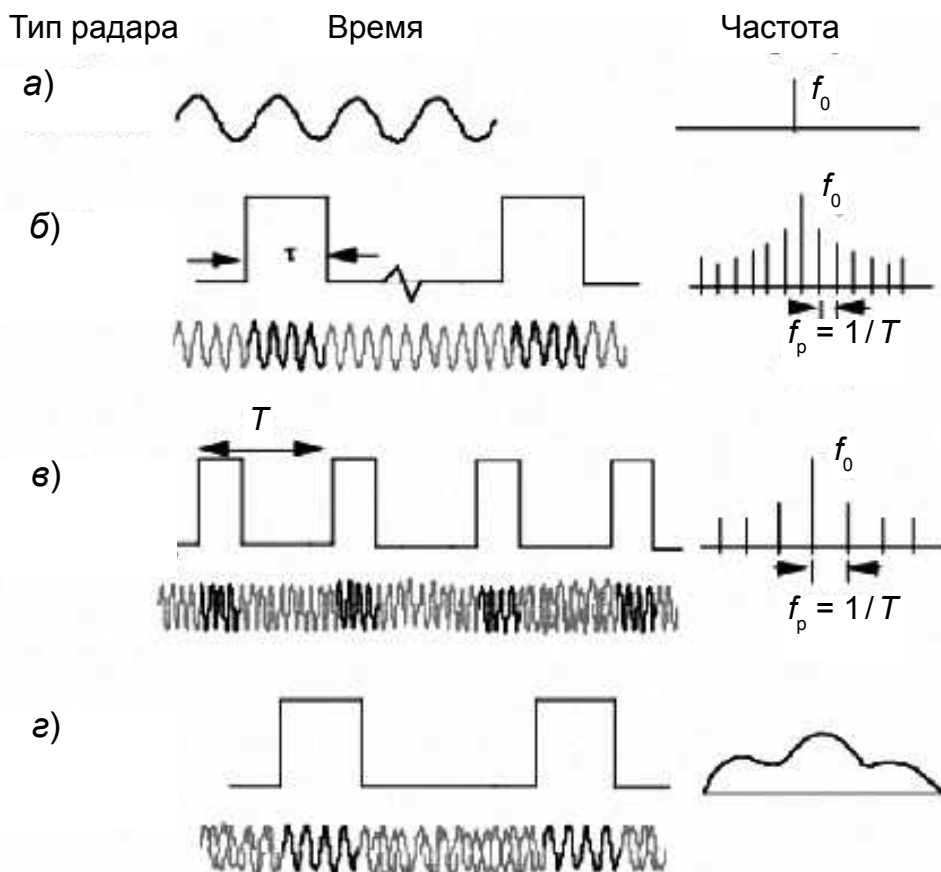 Тип радара Время Частота
а) f₀
б) τ f₀
fₚ = 1 / T
в) T f₀
fₚ = 1 / T
г)